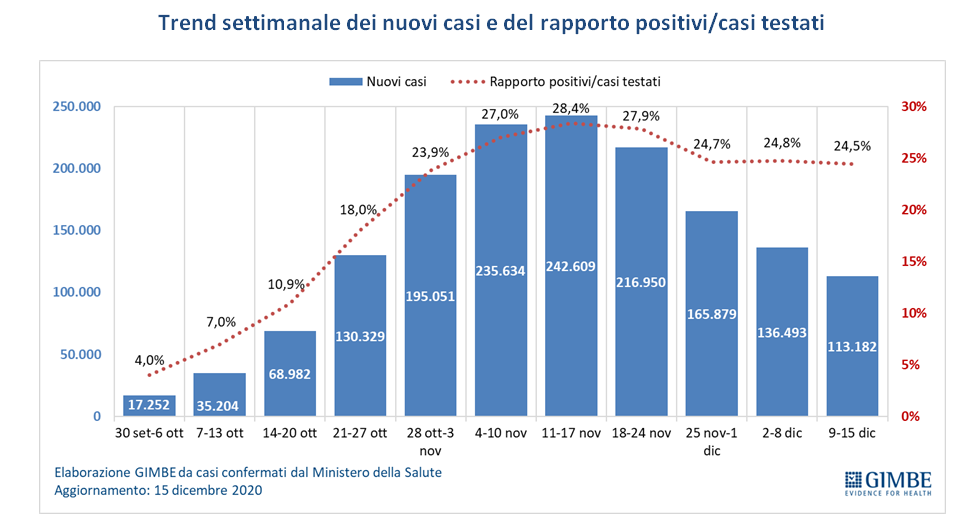 Trend settimanale dei nuovi casi e del rapporto positivi/casi testati
Nuovi casi
Rapporto positivi/casi testati
250.000
200.000
150.000
100.000
50.000
0
30%
25%
20%
15%
10%
5%
0%
4,0%
7,0%
10,9%
18,0%
23,9%
27,0%
28,4%
27,9%
24,7%
24,8%
24,5%
17.252
35.204
68.982
130.329
195.051
235.634
242.609
216.950
165.879
136.493
113.182
30 set-6 ott
7-13 ott
14-20 ott
21-27 ott
28 ott-3
nov
4-10 nov
11-17 nov
18-24 nov
25 nov-1
dic
2-8 dic
9-15 dic
Elaborazione GIMBE da casi confermati dal Ministero della Salute
Aggiornamento: 15 dicembre 2020
GIMBE
EVIDENCE FOR HEALTH